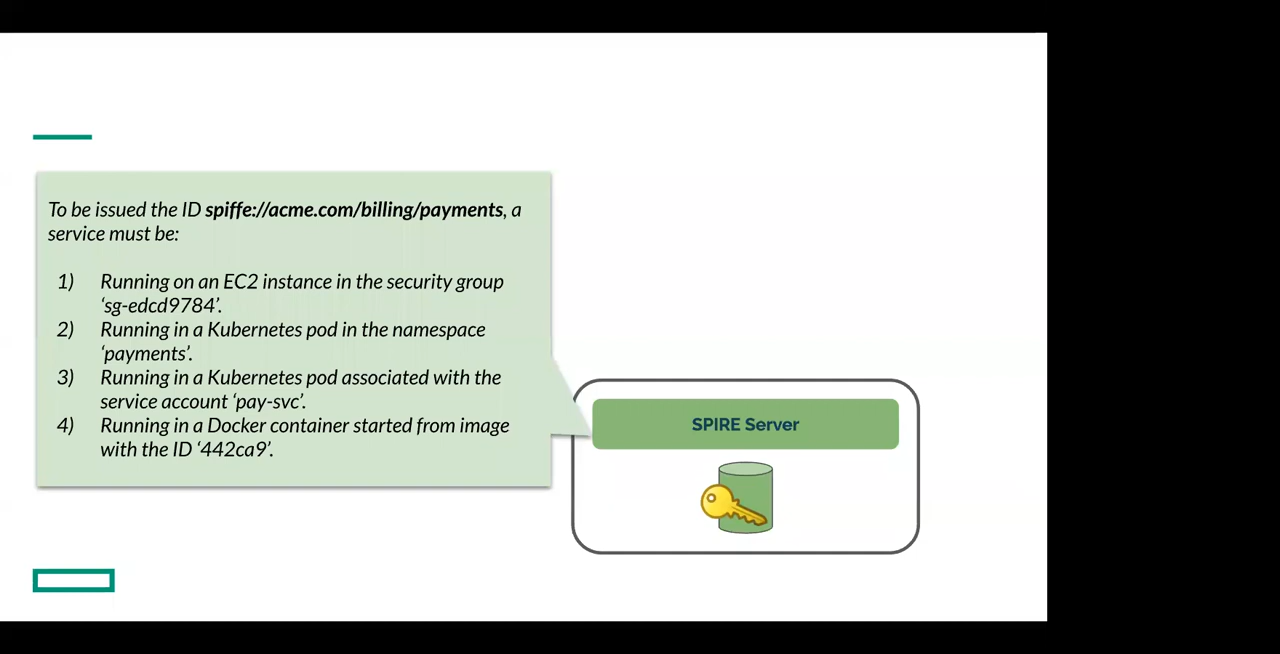 To be issued the ID spiffe://acme.com/billing/payments, a
service must be:
1) Running on an EC2 instance in the security group
‘sg-edcd9784’.
2) Running in a Kubernetes pod in the namespace
‘payments’.
3) Running in a Kubernetes pod associated with the
service account ‘pay-svc’.
4) Running in a Docker container started from image
with the ID ‘442ca9’.
SPIRE Server